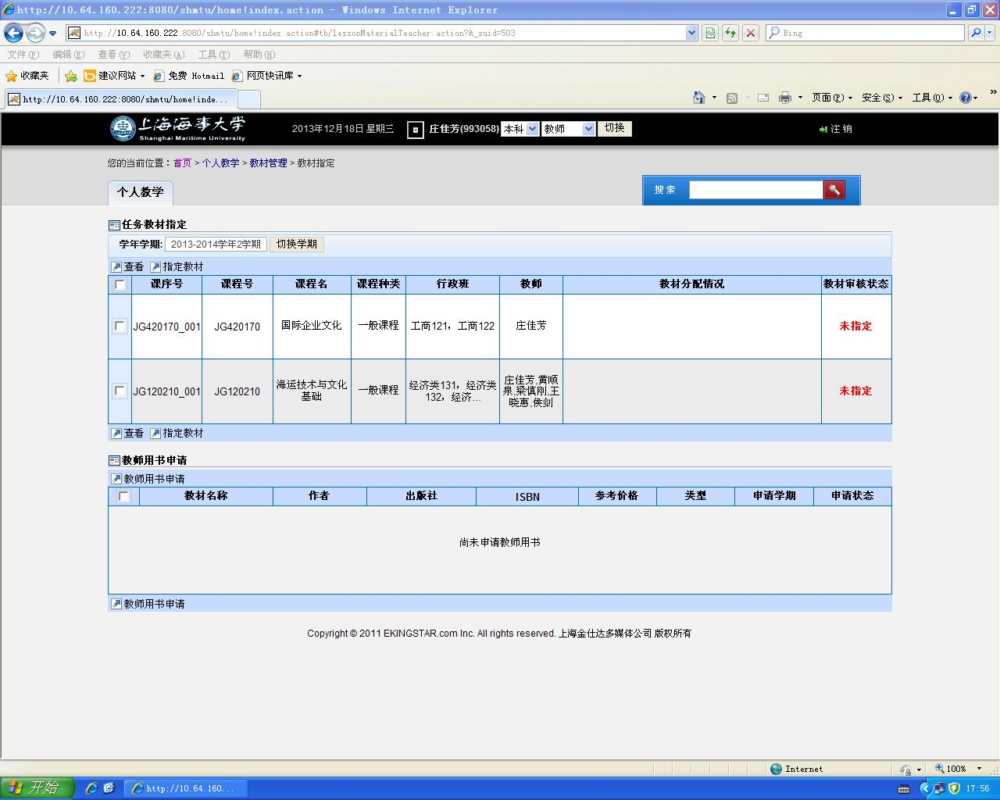 http://10.64.160.222:8080/shmtu/home!index.action - Windows Internet Explorer
http://10.64.160.222:8080/shmtu/home!index.action#tb/lessonMaterialTeacher.action?&_suid=503
Bing
文件(F) 编辑(E) 查看(V) 收藏夹(A) 工具(T) 帮助(H)
收藏夹 建议网站 免费 Hotmail 网页快讯库
http://10.64.160.222:8080/shmtu/home!inde...
页面(P) 安全(S) 工具(O)
上海海事大学
Shanghai Maritime University
2013年12月18日 星期三 庄佳芳(993058) 本科 教师 切换 注 销
您的当前位置：首页 > 个人教学 > 教材管理 > 教材指定
个人教学
搜 索
任务教材指定
学年学期: 2013-2014学年2学期 切换学期
查看 指定教材
课序号 课程号 课程名 课程种类 行政班 教师 教材分配情况 教材审核状态
JG420170_001 JG420170 国际企业文化 一般课程 工商121，工商122 庄佳芳 未指定
JG120210_001 JG120210 海运技术与文化基础 一般课程 经济类131，经济类132，经济... 庄佳芳,黄顺泉,梁慎刚,王晓惠,侯剑 未指定
查看 指定教材
教师用书申请
教师用书申请
教材名称 作者 出版社 ISBN 参考价格 类型 申请学期 申请状态
尚未申请教师用书
教师用书申请
Copyright © 2011 EKINGSTAR.com Inc. All rights reserved. 上海金仕达多媒体公司 版权所有
Internet 100%
开始 http://10.64.160... 17:56